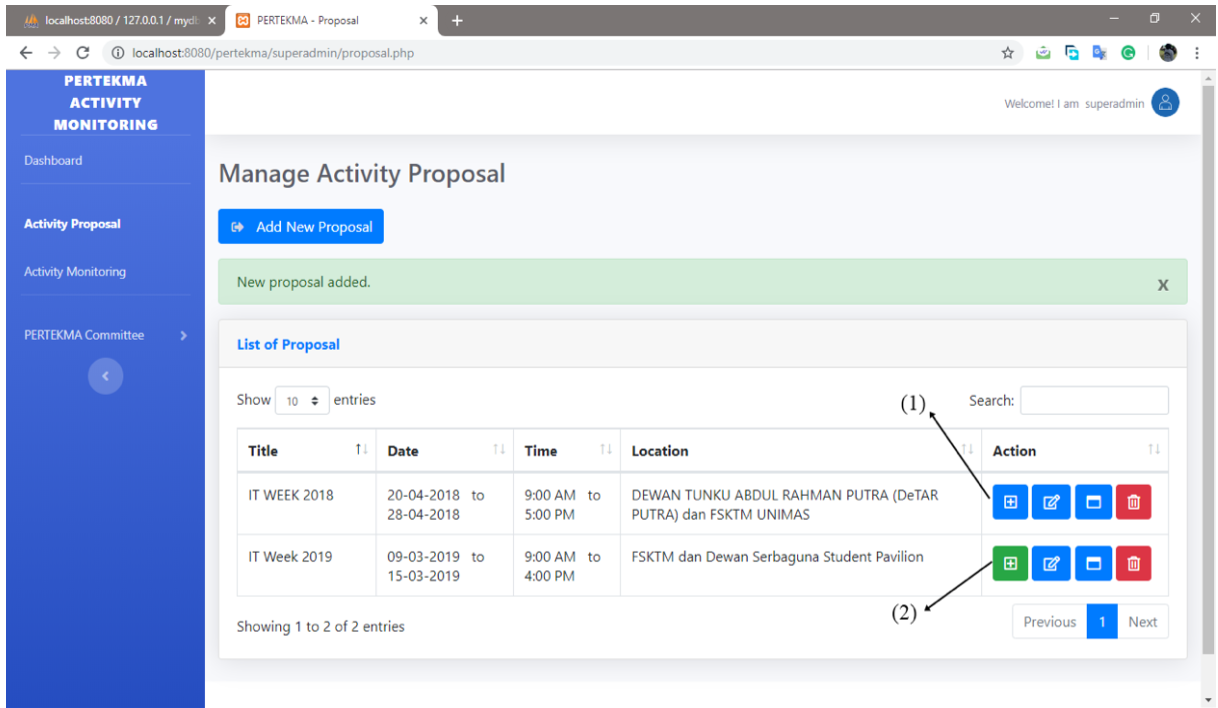 localhost:8080 / 127.0.0.1 / mydb
PERTEKMA - Proposal
localhost:8080/pertekma/superadmin/proposal.php
PERTEKMA
ACTIVITY
MONITORING
Welcome! I am superadmin
Dashboard
Activity Proposal
Activity Monitoring
PERTEKMA Committee
Manage Activity Proposal
Add New Proposal
New proposal added.
X
List of Proposal
Show 10 entries
(1)
Search:
Title Date Time Location Action
IT WEEK 2018 20-04-2018 to 9:00 AM to DEWAN TUNKU ABDUL RAHMAN PUTRA (DeTAR
28-04-2018 5:00 PM PUTRA) dan FSKTM UNIMAS
IT Week 2019 09-03-2019 to 9:00 AM to FSKTM dan Dewan Serbaguna Student Pavilion
15-03-2019 4:00 PM
(2)
Showing 1 to 2 of 2 entries
Previous 1 Next